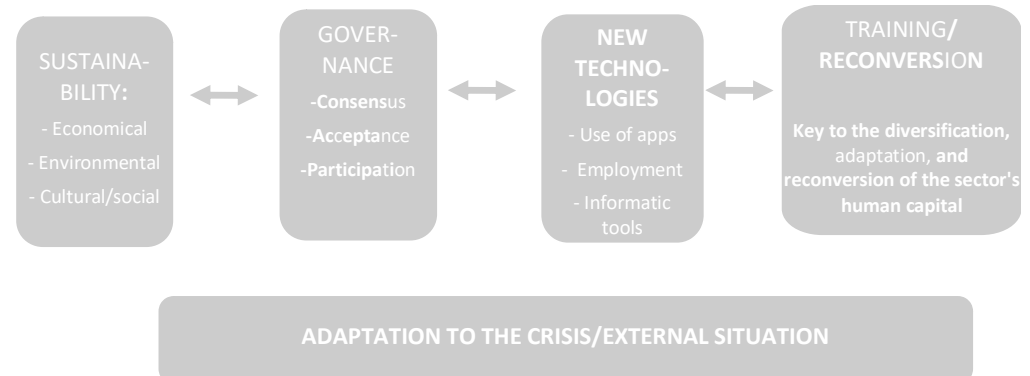 SUSTAINA-
BILITY:
- Economical
- Environmental
- Cultural/social
GOVER-
NANCE
-Consensus
-Acceptance
-Participation
NEW
TECHNO-
LOGIES
- Use of apps
- Employment
- Informatic
tools
TRAINING/
RECONVERSION
Key to the diversification,
adaptation, and
reconversion of the sector's
human capital
ADAPTATION TO THE CRISIS/EXTERNAL SITUATION